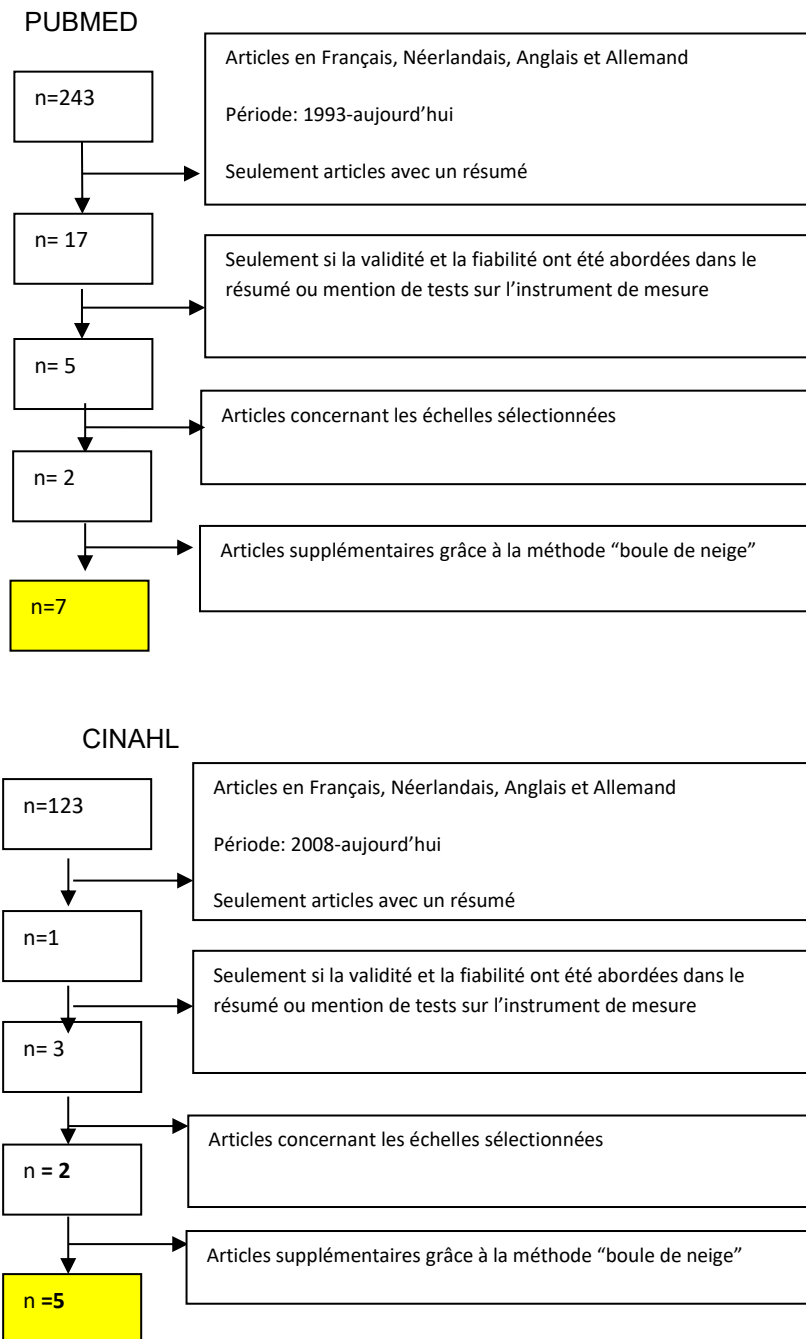 PUBMED
n=243
Articles en Français, Néerlandais, Anglais et Allemand
Période: 1993-aujourd’hui
Seulement articles avec un résumé
n= 17
Seulement si la validité et la fiabilité ont été abordées dans le
résumé ou mention de tests sur l’instrument de mesure
n= 5
Articles concernant les échelles sélectionnées
n= 2
Articles supplémentaires grâce à la méthode “boule de neige”
n=7
CINAHL
n=123
Articles en Français, Néerlandais, Anglais et Allemand
Période: 2008-aujourd’hui
Seulement articles avec un résumé
n=1
Seulement si la validité et la fiabilité ont été abordées dans le
résumé ou mention de tests sur l’instrument de mesure
n= 3
Articles concernant les échelles sélectionnées
n = 2
Articles supplémentaires grâce à la méthode “boule de neige”
n =5